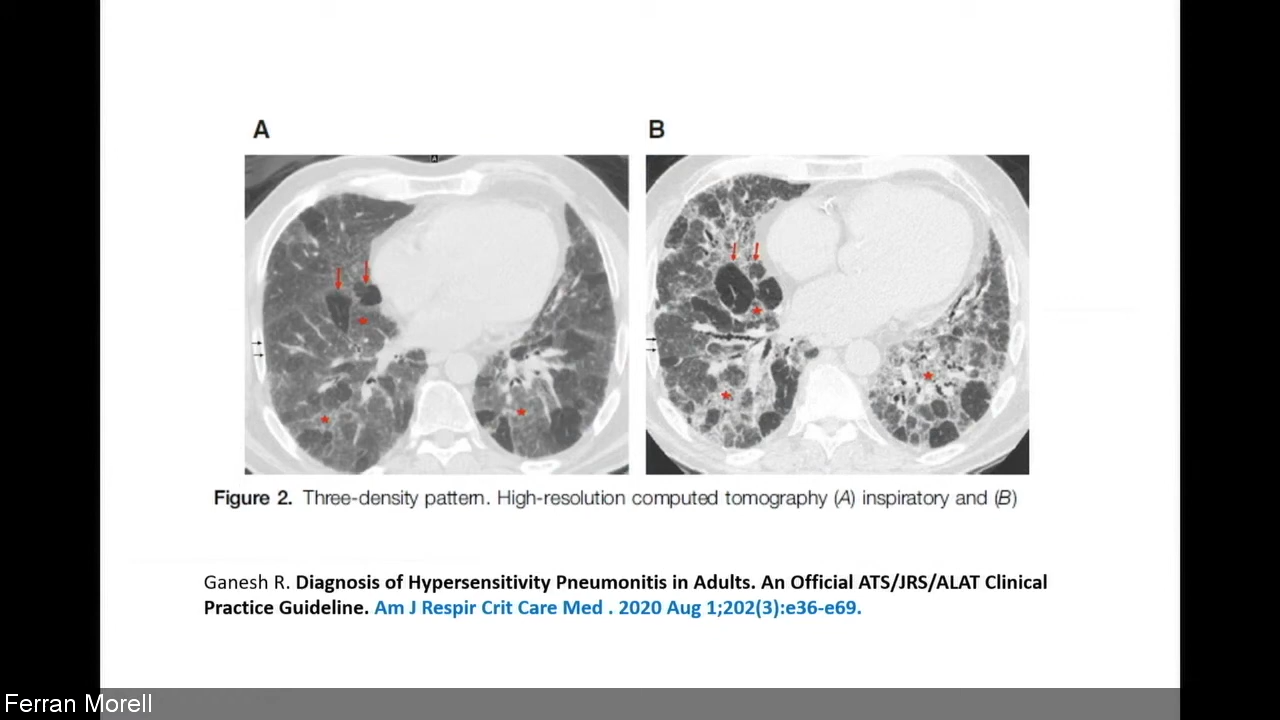 A
B
A
Figure 2. Three-density pattern. High-resolution computed tomography (A) inspiratory and (B)
Ganesh R. Diagnosis of Hypersensitivity Pneumonitis in Adults. An Official ATS/JRS/ALAT Clinical
Practice Guideline. Am J Respir Crit Care Med . 2020 Aug 1;202(3):e36-e69.
Ferran Morell